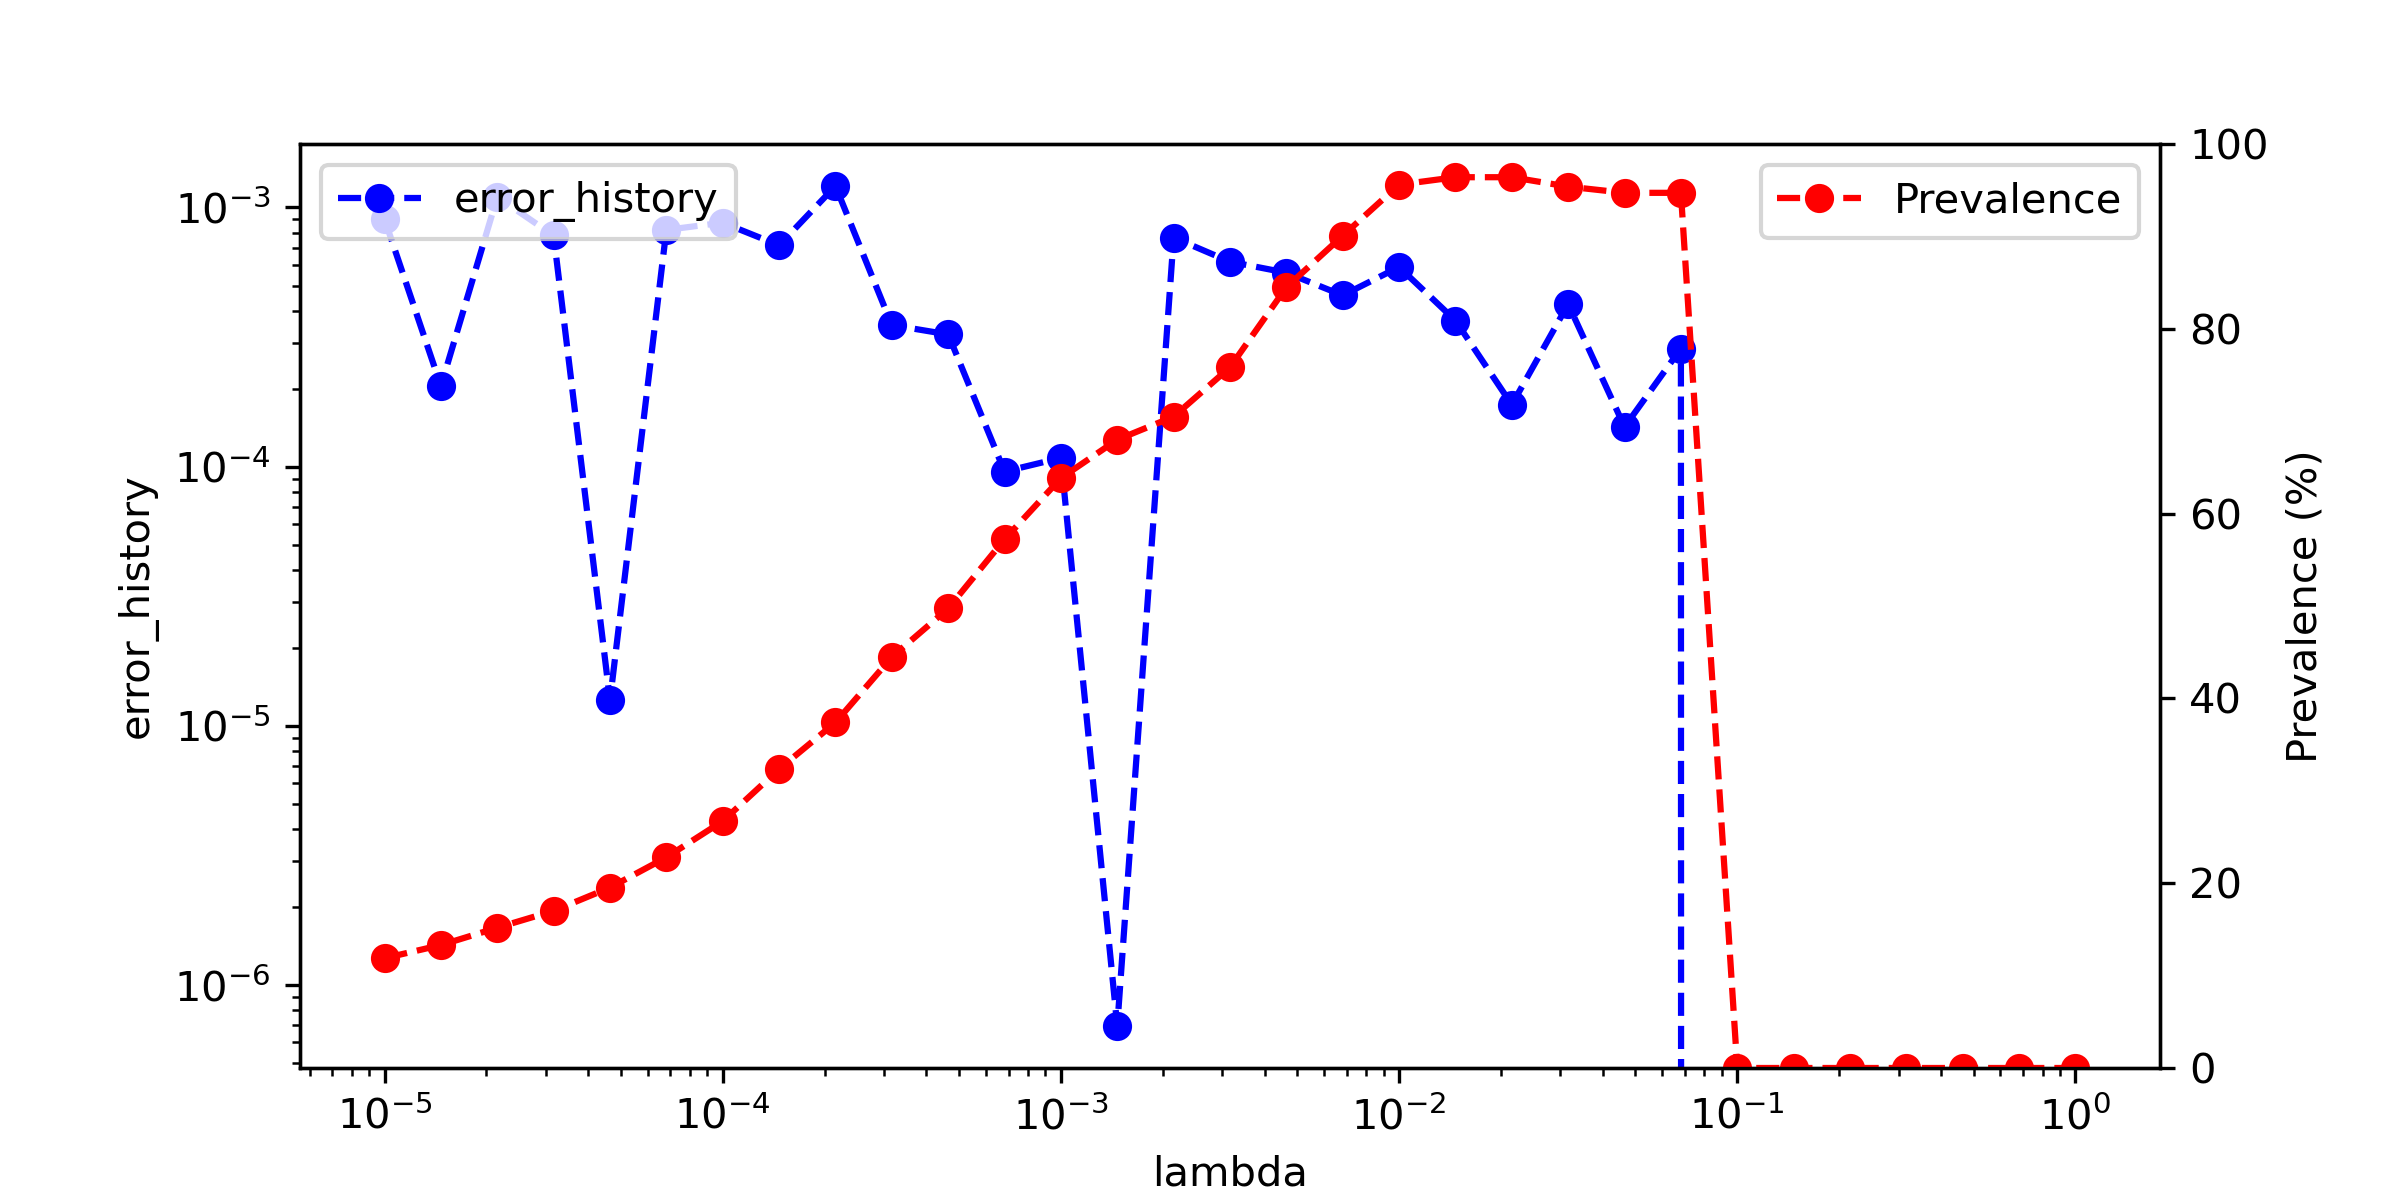 error_history
Prevalence
10⁻³
10⁻⁴
10⁻⁵
10⁻⁶
error_history
100
80
60
40
20
0
Prevalence (%)
10⁻⁵ 10⁻⁴ 10⁻³ 10⁻² 10⁻¹ 10⁰
lambda